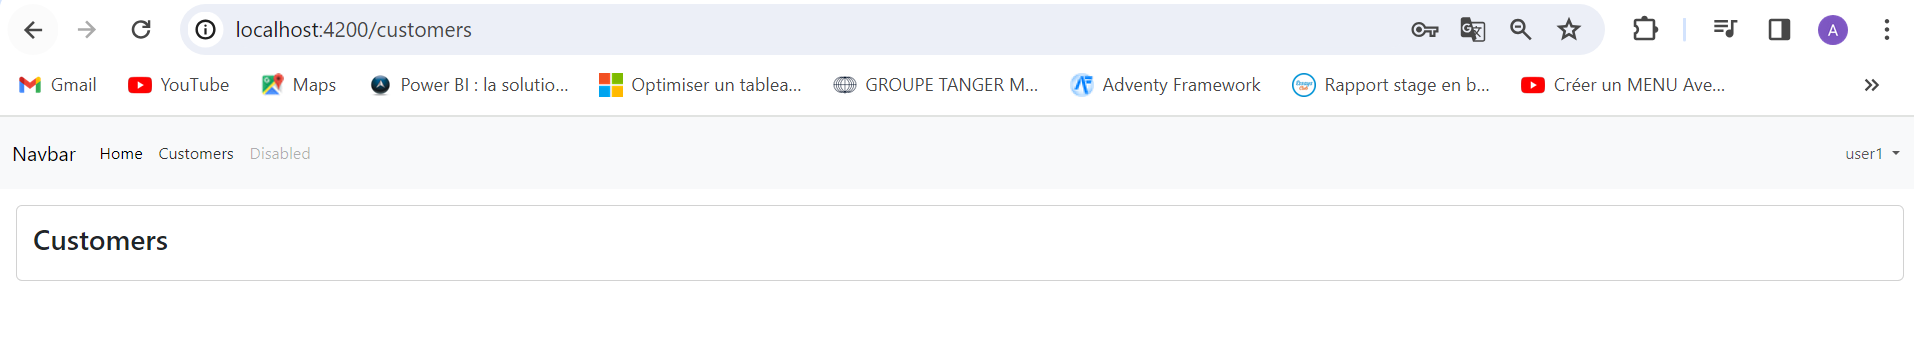 localhost:4200/customers
A
Gmail YouTube Maps Power BI : la solutio... Optimiser un tablea... GROUPE TANGER M... Adventy Framework Rapport stage en b... Créer un MENU Ave...
Navbar Home Customers Disabled user1
Customers